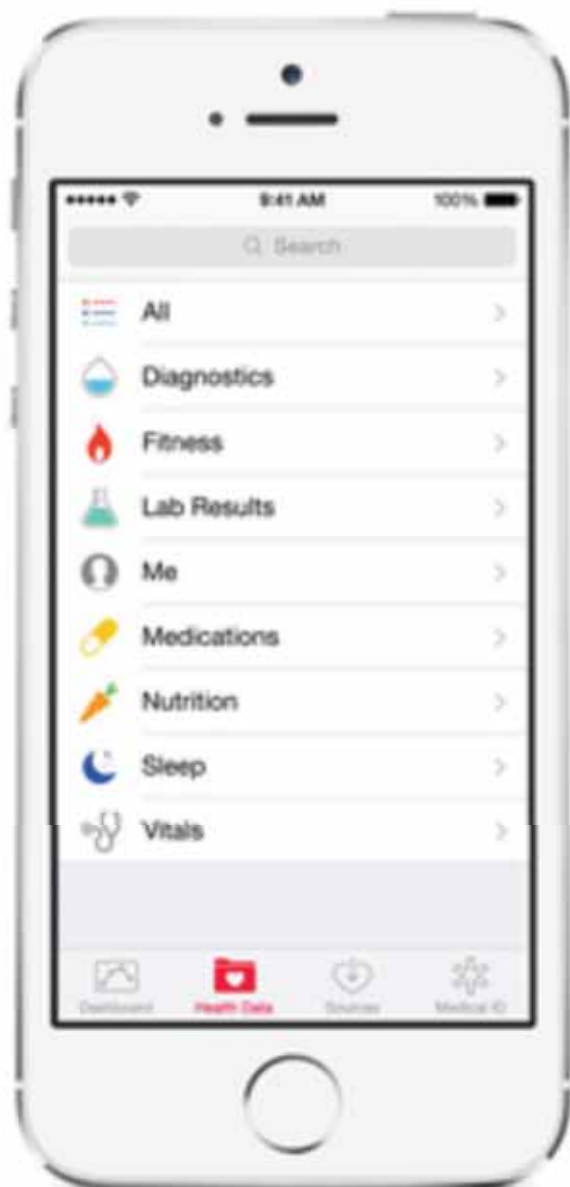 9:41 AM 100%
Search
All
Diagnostics
Fitness
Lab Results
Me
Medications
Nutrition
Sleep
Vitals
Dashboard Health Data Sources Medical ID